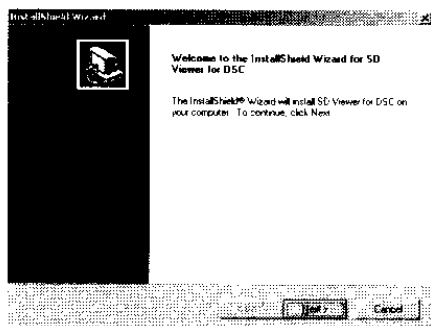 InstallShield Wizard
Welcome to the InstallShield Wizard for SD
Viewer for DSC
The InstallShield® Wizard will install SD Viewer for DSC on
your computer. To continue, click Next
Next >
Cancel